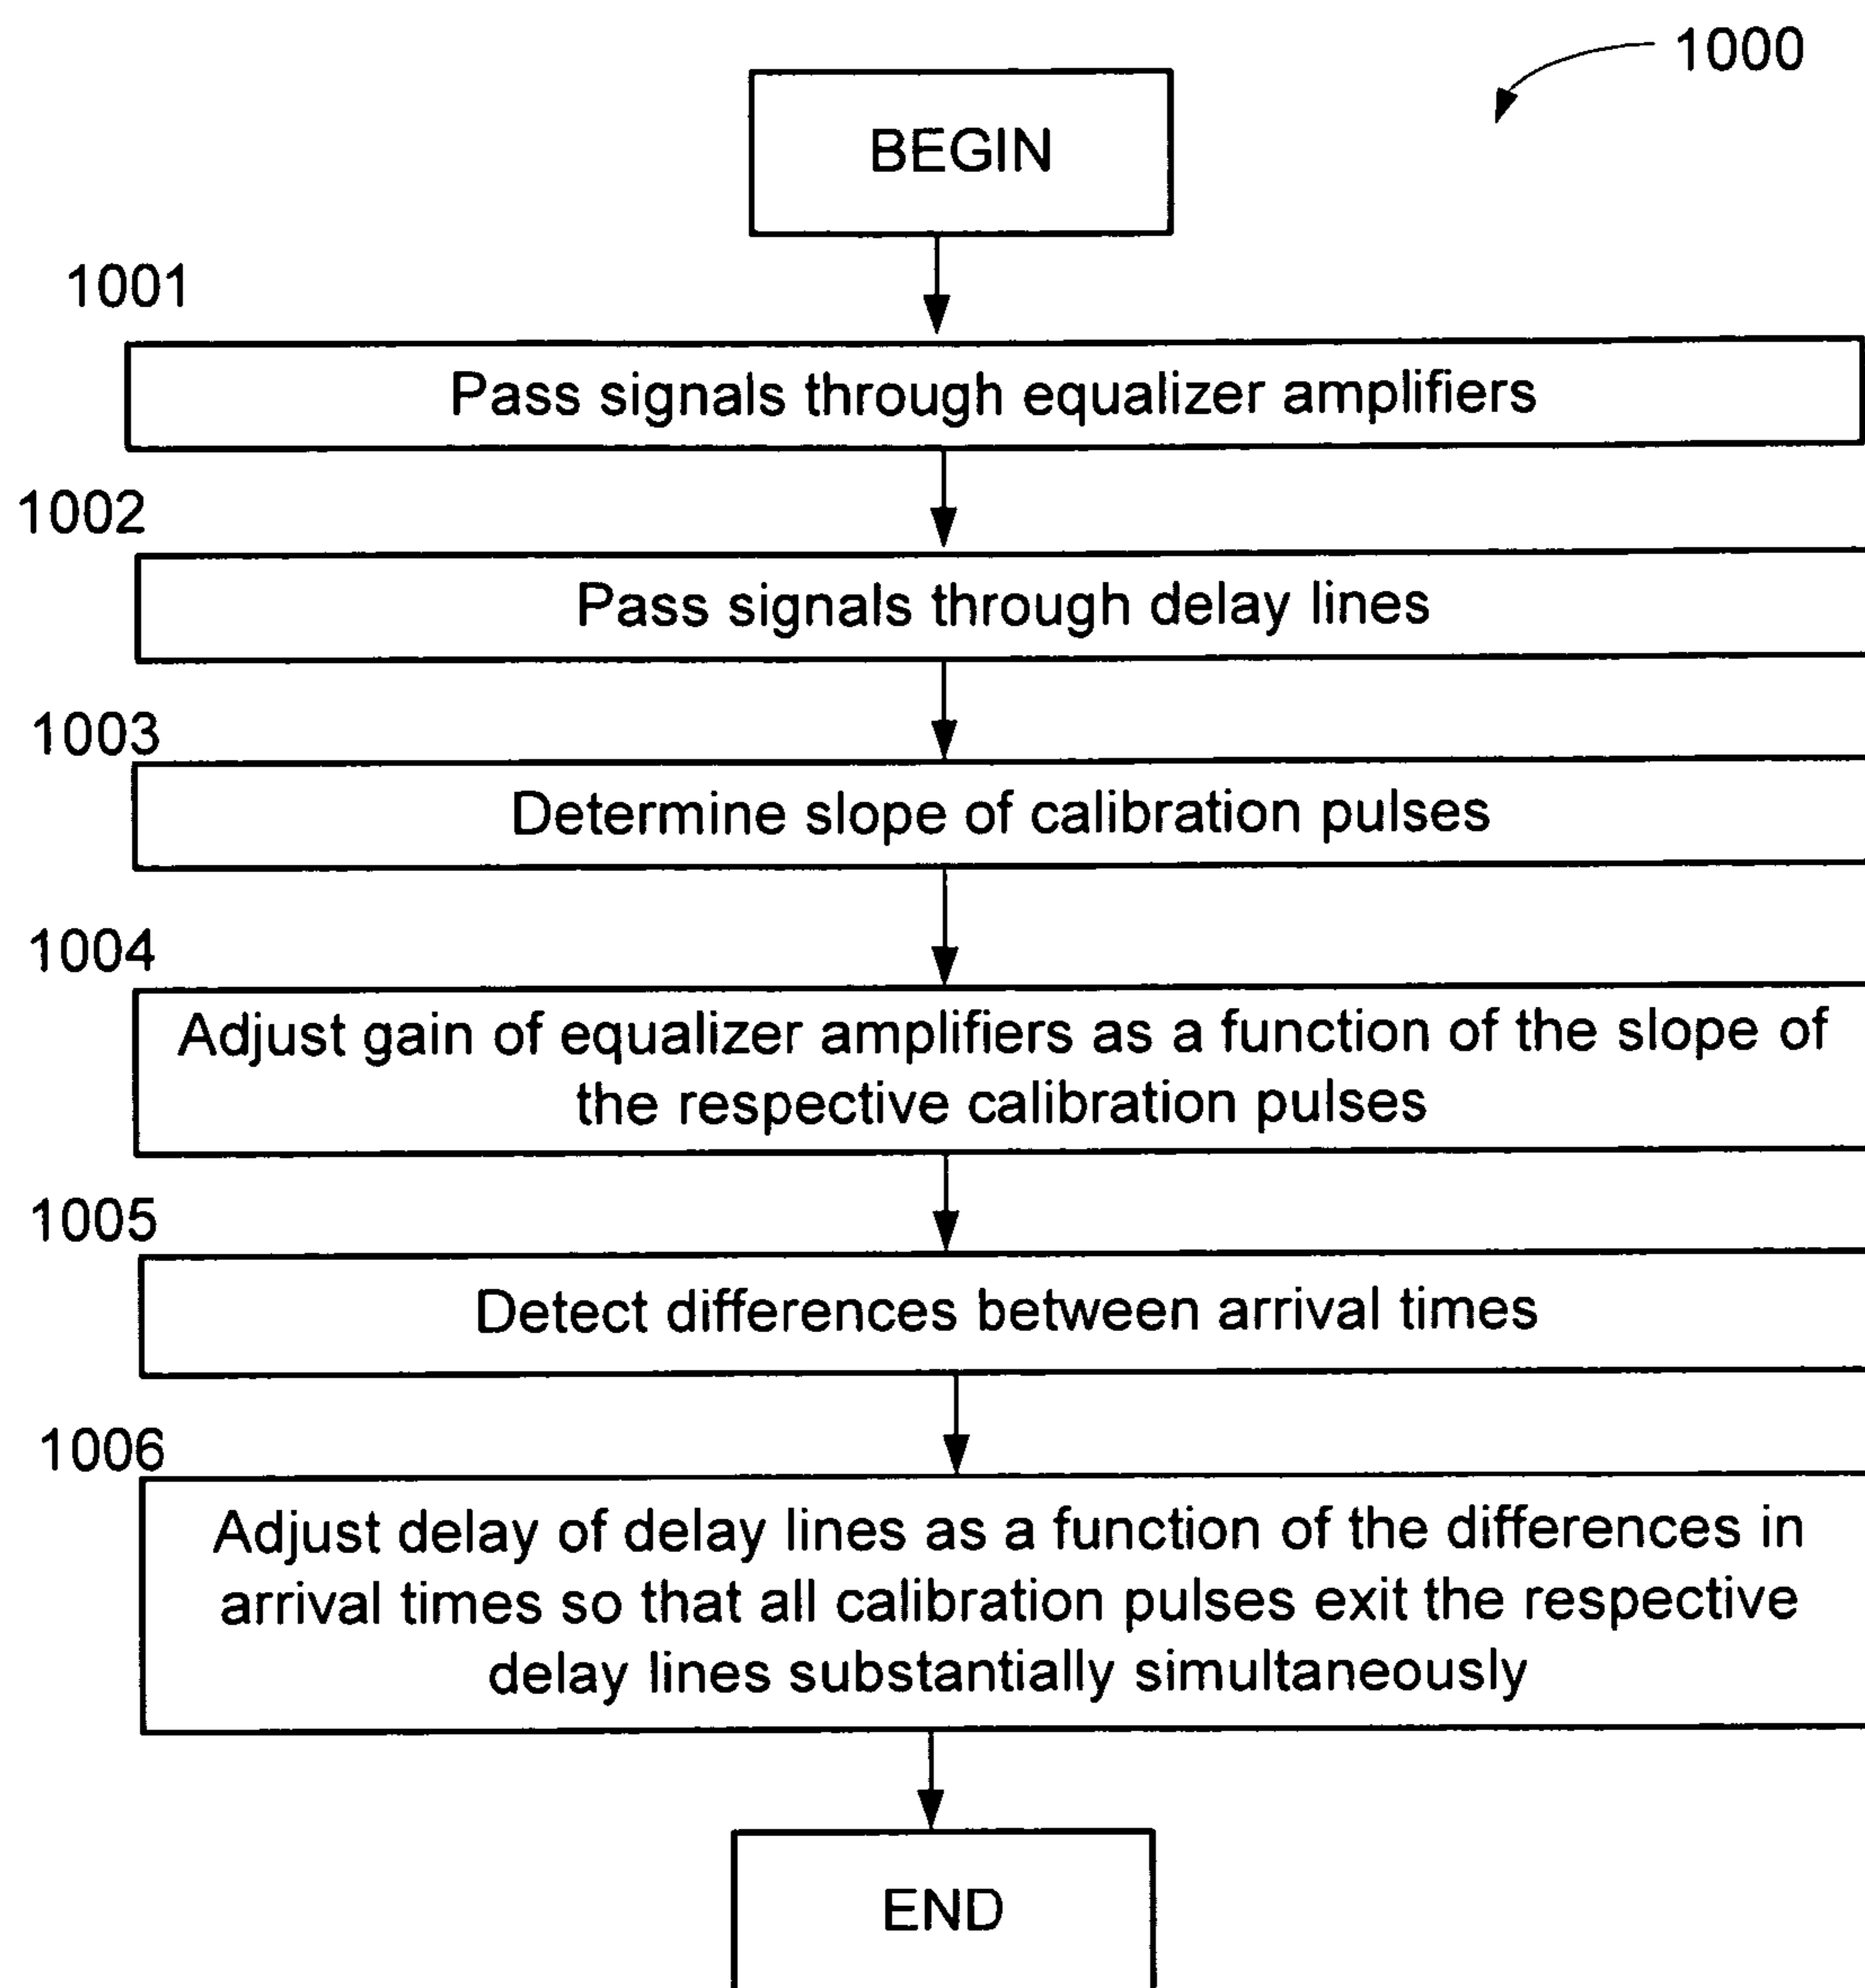 1000
BEGIN
1001
Pass signals through equalizer amplifiers
1002
Pass signals through delay lines
1003
Determine slope of calibration pulses
1004
Adjust gain of equalizer amplifiers as a function of the slope of
the respective calibration pulses
1005
Detect differences between arrival times
1006
Adjust delay of delay lines as a function of the differences in
arrival times so that all calibration pulses exit the respective
delay lines substantially simultaneously
END